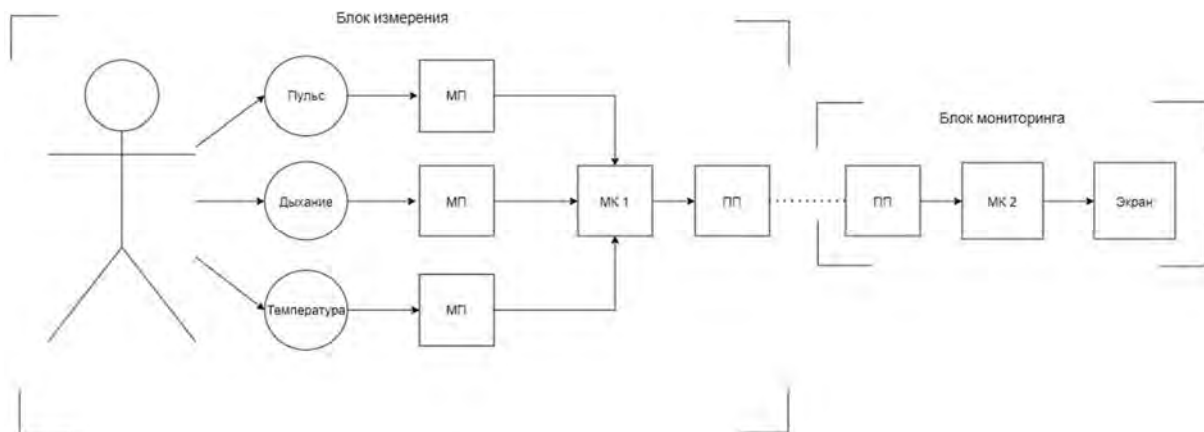 Блок измерения
Пульс
МП
Блок мониторинга
Дыхание
МП
МК 1
ПП
ПП
МК 2
Экран
Температура
МП